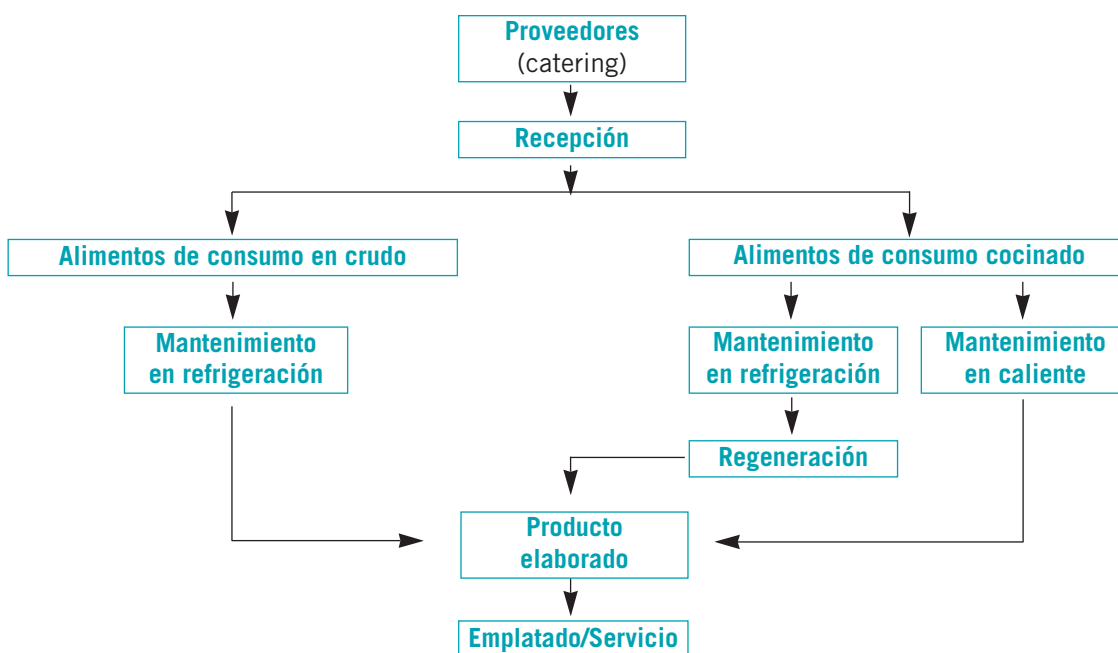 Proveedores
(catering)
Recepción
Alimentos de consumo en crudo
Alimentos de consumo cocinado
Mantenimiento
en refrigeración
Mantenimiento
en refrigeración
Mantenimiento
en caliente
Regeneración
Producto
elaborado
Emplatado/Servicio